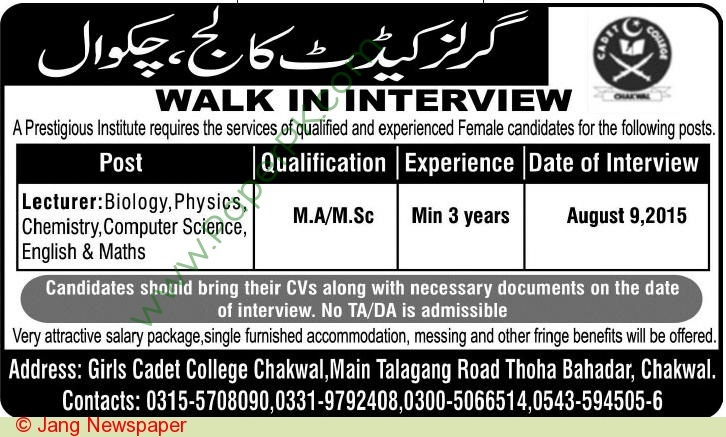 گرلز کیڈٹ کالج، چکوال
CADET COLLEGE
CHAKWAL
WALK IN INTERVIEW
A Prestigious Institute requires the services of qualified and experienced Female candidates for the following posts.
Post Qualification Experience Date of Interview
Lecturer:Biology,Physics,
Chemistry,Computer Science,
English & Maths
M.A/M.Sc Min 3 years August 9,2015
Candidates should bring their CVs along with necessary documents on the date
of interview. No TA/DA is admissible
Very attractive salary package,single furnished accommodation, messing and other fringe benefits will be offered.
Address: Girls Cadet College Chakwal,Main Talagang Road Thoha Bahadar, Chakwal.
Contacts: 0315-5708090,0331-9792408,0300-5066514,0543-594505-6
www.Paperpk.com
© Jang Newspaper